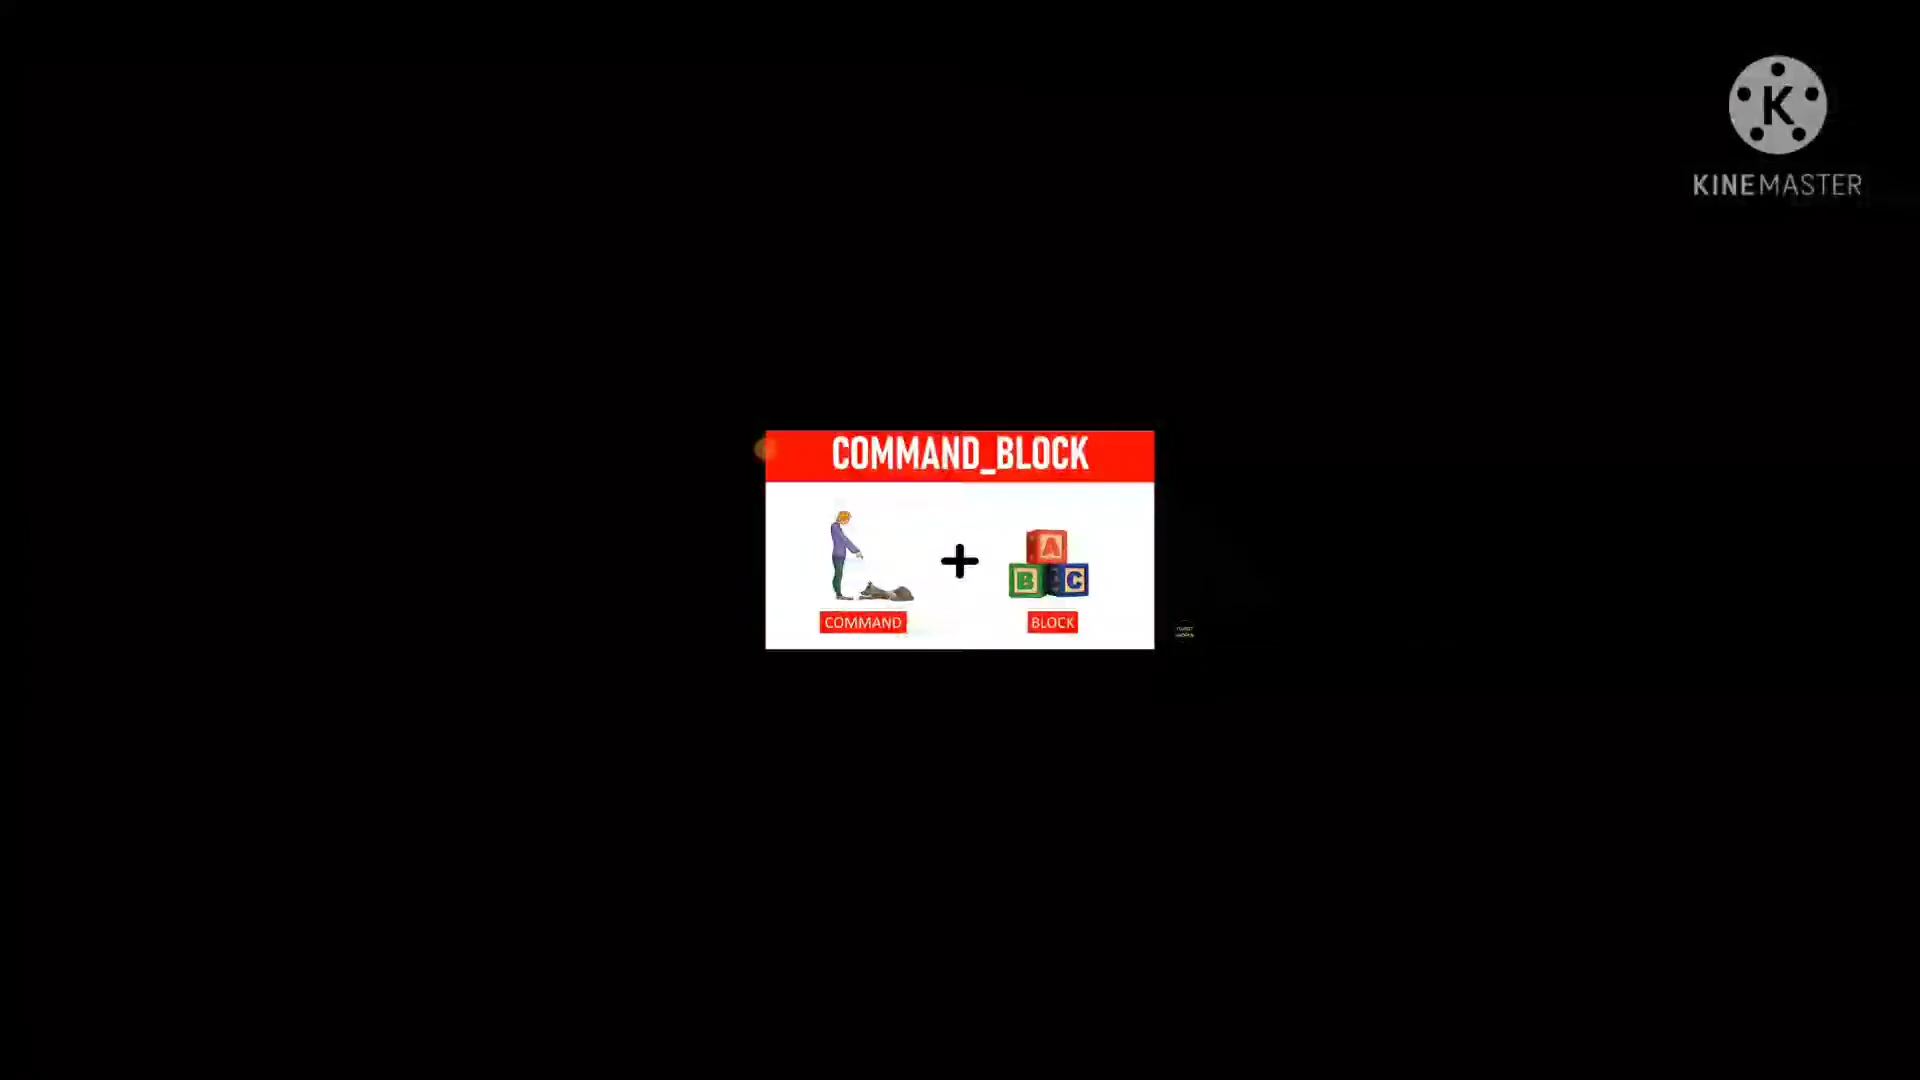 KINEMASTER
COMMAND_BLOCK
A
B C
COMMAND
BLOCK